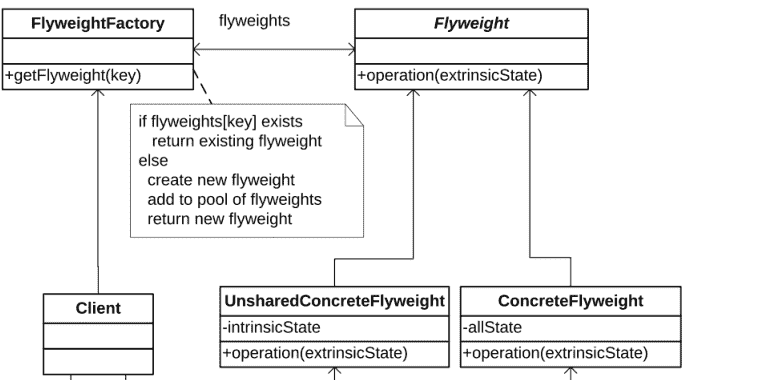 FlyweightFactory
+getFlyweight(key)
flyweights
Flyweight
+operation(extrinsicState)
if flyweights[key] exists
return existing flyweight
else
create new flyweight
add to pool of flyweights
return new flyweight
Client
UnsharedConcreteFlyweight
-intrinsicState
+operation(extrinsicState)
ConcreteFlyweight
-allState
+operation(extrinsicState)